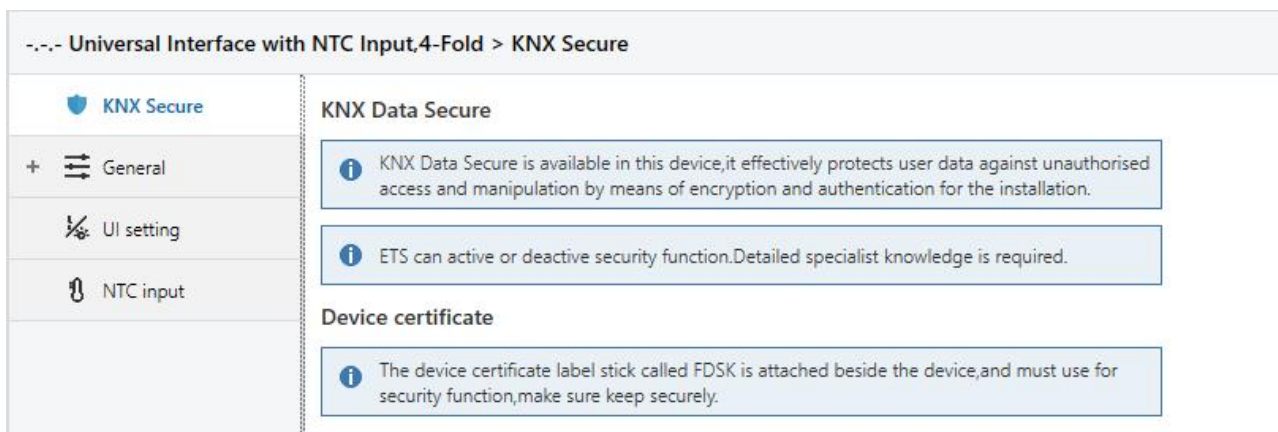 -.-.- Universal Interface with NTC Input,4-Fold > KNX Secure
KNX Secure
+ General
UI setting
NTC input
KNX Data Secure
KNX Data Secure is available in this device,it effectively protects user data against unauthorised
access and manipulation by means of encryption and authentication for the installation.
ETS can active or deactive security function.Detailed specialist knowledge is required.
Device certificate
The device certificate label stick called FDSK is attached beside the device,and must use for
security function,make sure keep securely.